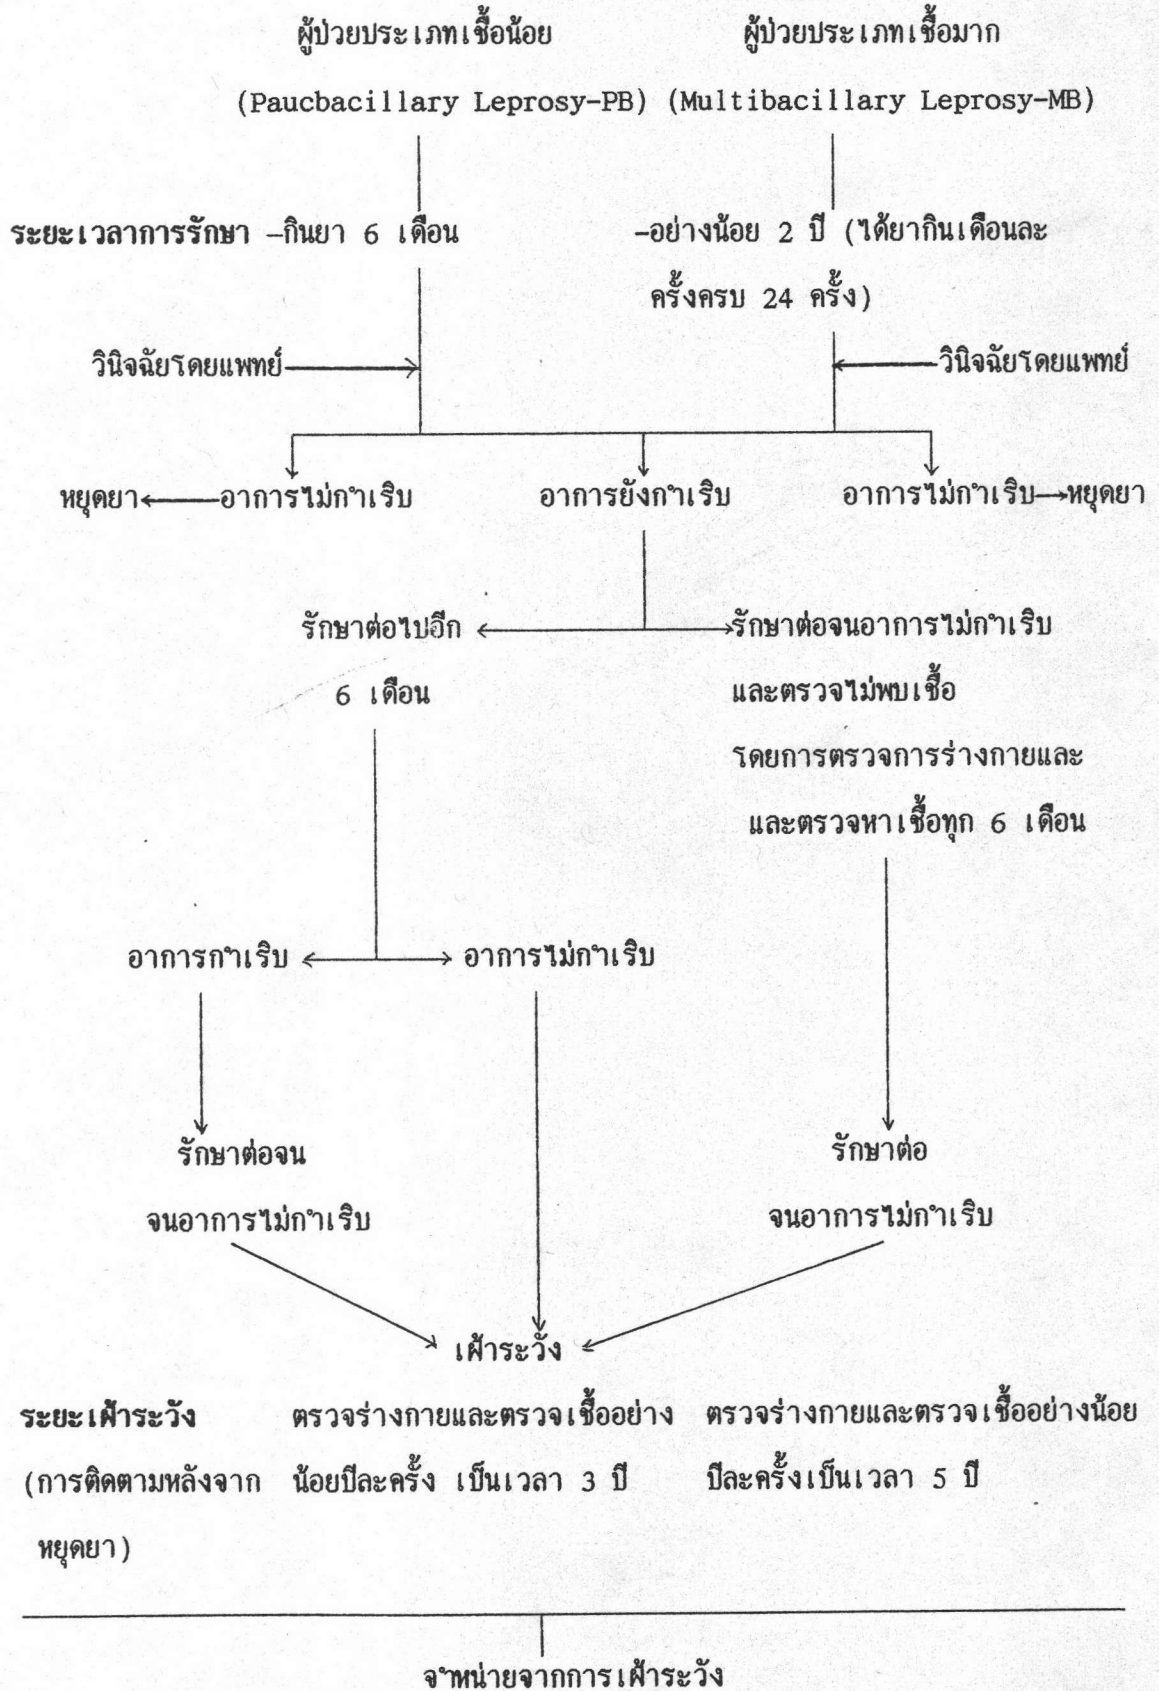 ผู้ป่วยประเภทเชื้อน้อย ผู้ป่วยประเภทเชื้อมาก
(Paucbacillary Leprosy-PB) (Multibacillary Leprosy-MB)
ระยะเวลาการรักษา -กินยา 6 เดือน -อย่างน้อย 2 ปี (ได้ยากินเดือนละ
ครั้งครบ 24 ครั้ง)
วินิจฉัยโดยแพทย์ วินิจฉัยโดยแพทย์
หยุดยา อาการไม่กำเริบ อาการยังกำเริบ อาการไม่กำเริบ หยุดยา
รักษาต่อไปอีก รักษาต่อจนอาการไม่กำเริบ
6 เดือน และตรวจไม่พบเชื้อ
โดยการตรวจการร่างกายและ
และตรวจหาเชื้อทุก 6 เดือน
อาการกำเริบ อาการไม่กำเริบ
รักษาต่อจน รักษาต่อ
จนอาการไม่กำเริบ จนอาการไม่กำเริบ
เฝ้าระวัง
ระยะเฝ้าระวัง ตรวจร่างกายและตรวจเชื้ออย่าง ตรวจร่างกายและตรวจเชื้ออย่างน้อย
(การติดตามหลังจาก น้อยปีละครั้ง เป็นเวลา 3 ปี ปีละครั้งเป็นเวลา 5 ปี
หยุดยา)
จำหน่ายจากการเฝ้าระวัง